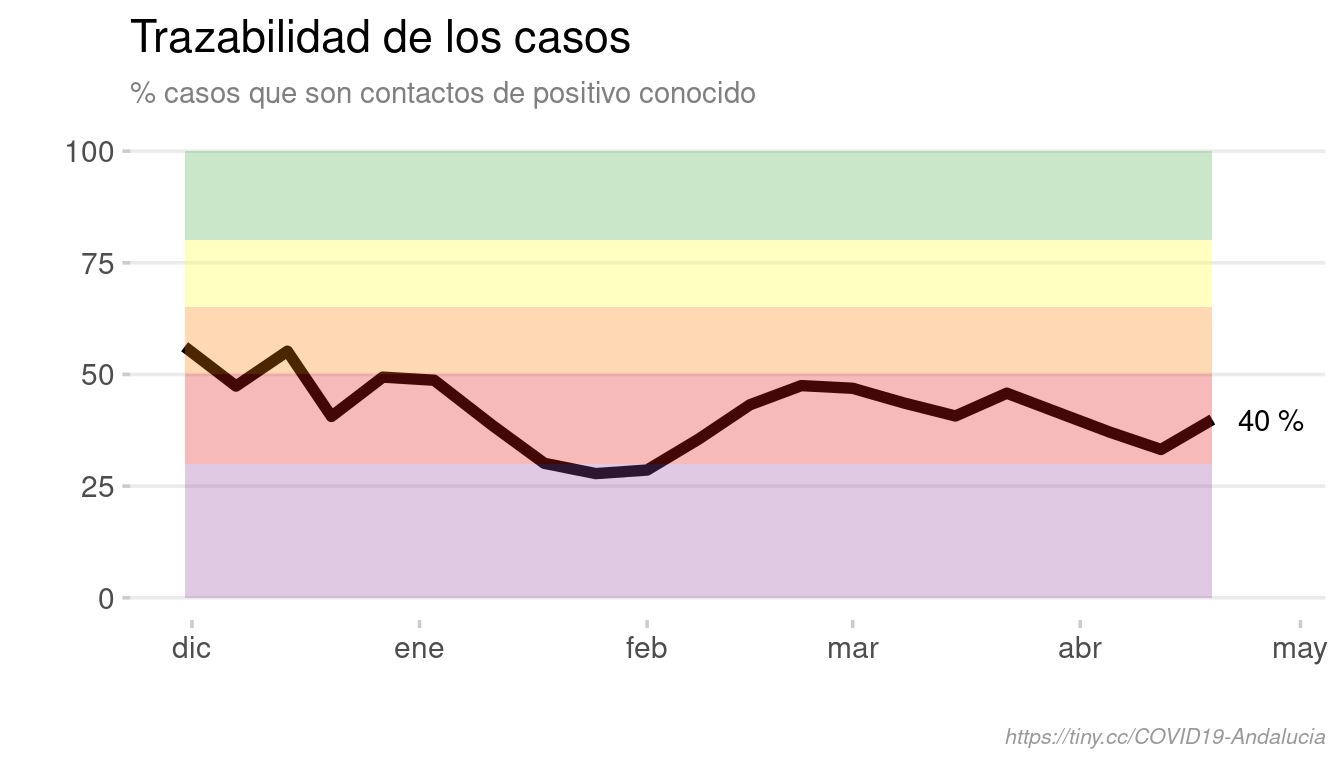 Trazabilidad de los casos
% casos que son contactos de positivo conocido
100
75
50
25
0
40 %
dic ene feb mar abr may
https://tiny.cc/COVID19-Andalucia